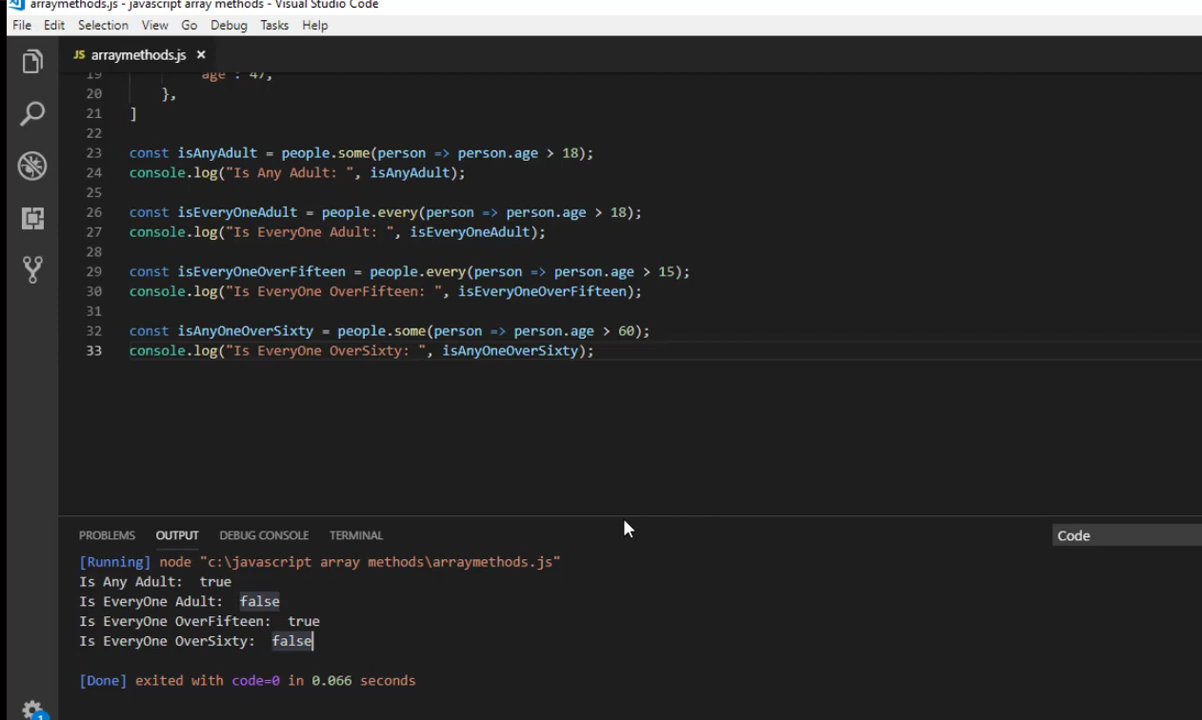 arraymethods.js - javascript array methods - Visual Studio Code
File Edit Selection View Go Debug Tasks Help
JS arraymethods.js ×
19 age : 47,
20 },
21 ]
22
23 const isAnyAdult = people.some(person => person.age > 18);
24 console.log("Is Any Adult: ", isAnyAdult);
25
26 const isEveryOneAdult = people.every(person => person.age > 18);
27 console.log("Is EveryOne Adult: ", isEveryOneAdult);
28
29 const isEveryOneOverFifteen = people.every(person => person.age > 15);
30 console.log("Is EveryOne OverFifteen: ", isEveryOneOverFifteen);
31
32 const isAnyOneOverSixty = people.some(person => person.age > 60);
33 console.log("Is EveryOne OverSixty: ", isAnyOneOverSixty);
PROBLEMS OUTPUT DEBUG CONSOLE TERMINAL Code
[Running] node "c:\javascript array methods\arraymethods.js"
Is Any Adult:  true
Is EveryOne Adult:  false
Is EveryOne OverFifteen:  true
Is EveryOne OverSixty:  false
[Done] exited with code=0 in 0.066 seconds
1